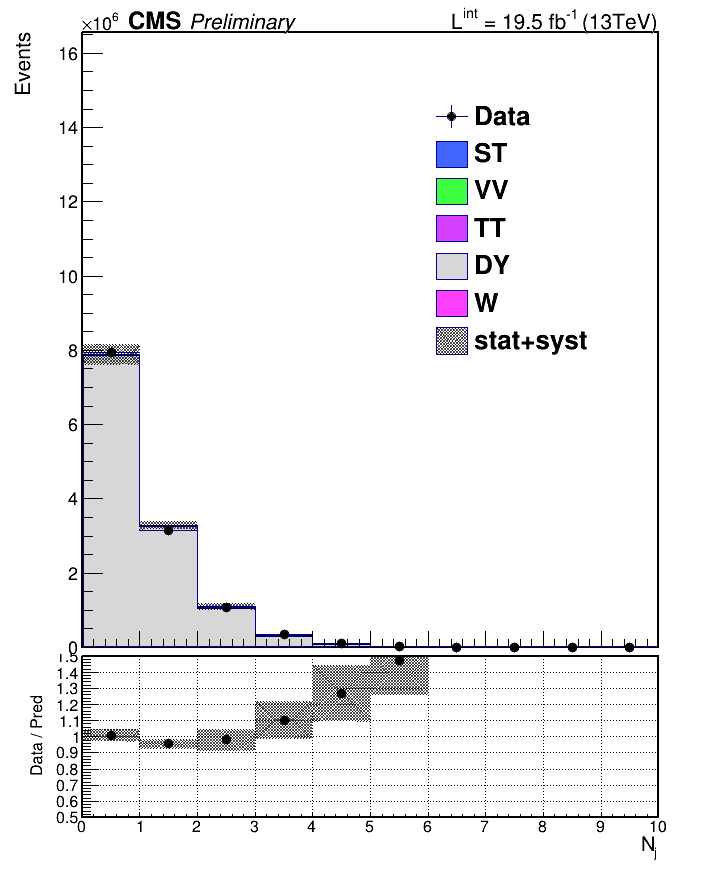 ×10⁶ CMS Preliminary L^int = 19.5 fb⁻¹ (13TeV)
Events
16
14
12
10
8
6
4
2
0
Data
ST
VV
TT
DY
W
stat+syst
Data / Pred
1.5
1.4
1.3
1.2
1.1
1
0.9
0.8
0.7
0.6
0.5
0 1 2 3 4 5 6 7 8 9 10
N_j